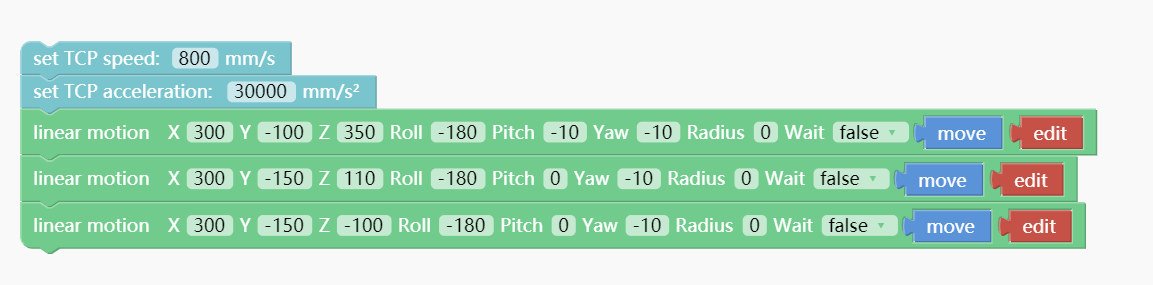 set TCP speed: 800 mm/s
set TCP acceleration: 30000 mm/s²
linear motion X 300 Y -100 Z 350 Roll -180 Pitch -10 Yaw -10 Radius 0 Wait false move edit
linear motion X 300 Y -150 Z 110 Roll -180 Pitch 0 Yaw -10 Radius 0 Wait false move edit
linear motion X 300 Y -150 Z -100 Roll -180 Pitch 0 Yaw -10 Radius 0 Wait false move edit